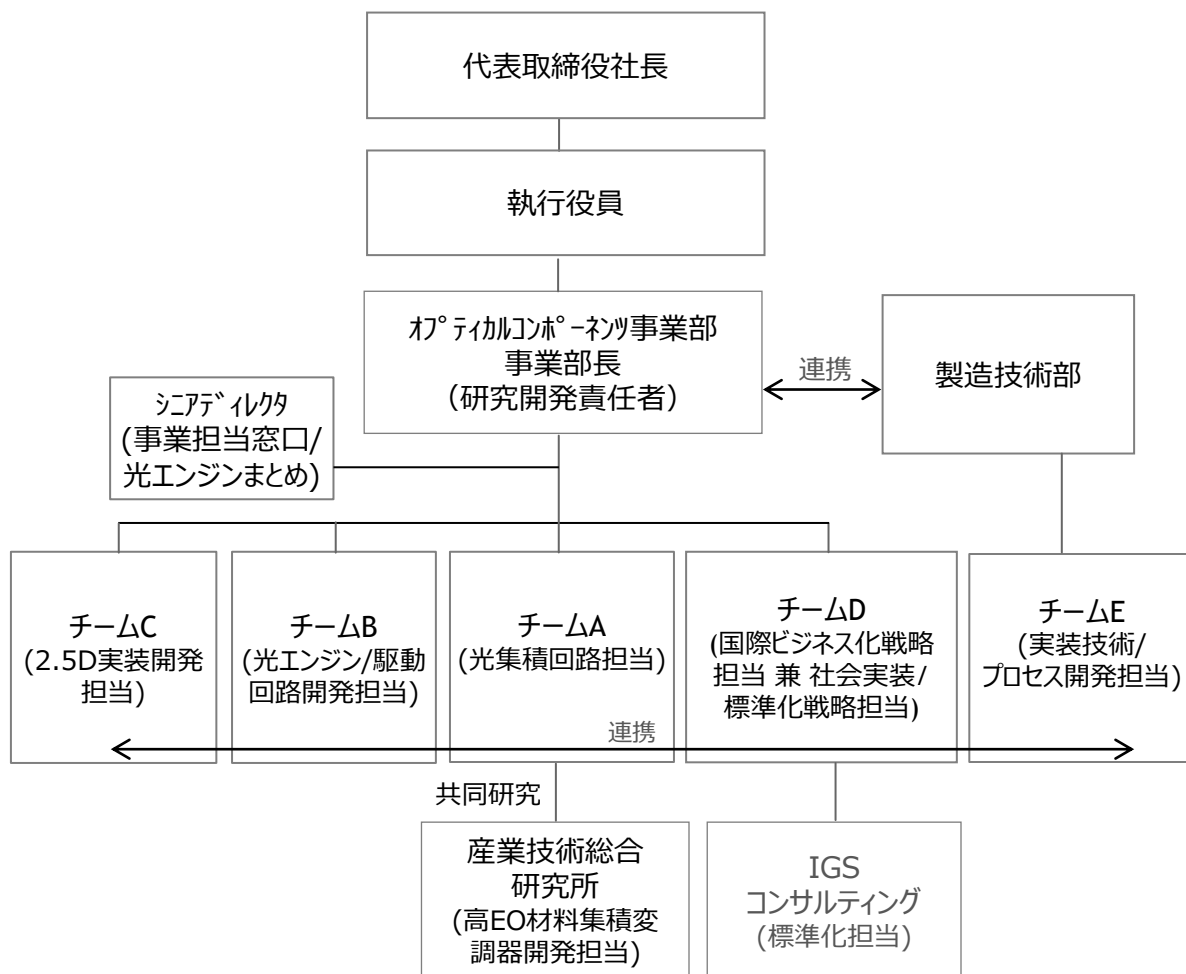 代表取締役社長
執行役員
ｵﾌﾟﾃｨｶﾙｺﾝﾎﾟｰﾈﾝﾂ事業部
事業部長
（研究開発責任者）
連携
製造技術部
ｼﾆｱﾃﾞｨﾚｸﾀ
(事業担当窓口/
光エンジンまとめ)
チームC
(2.5D実装開発
担当)
チームB
(光エンジン/駆動
回路開発担当)
チームA
(光集積回路担当)
チームD
(国際ビジネス化戦略
担当 兼 社会実装/
標準化戦略担当)
チームE
(実装技術/
プロセス開発担当)
連携
共同研究
産業技術総合
研究所
(高EO材料集積変
調器開発担当)
IGS
コンサルティング
(標準化担当)